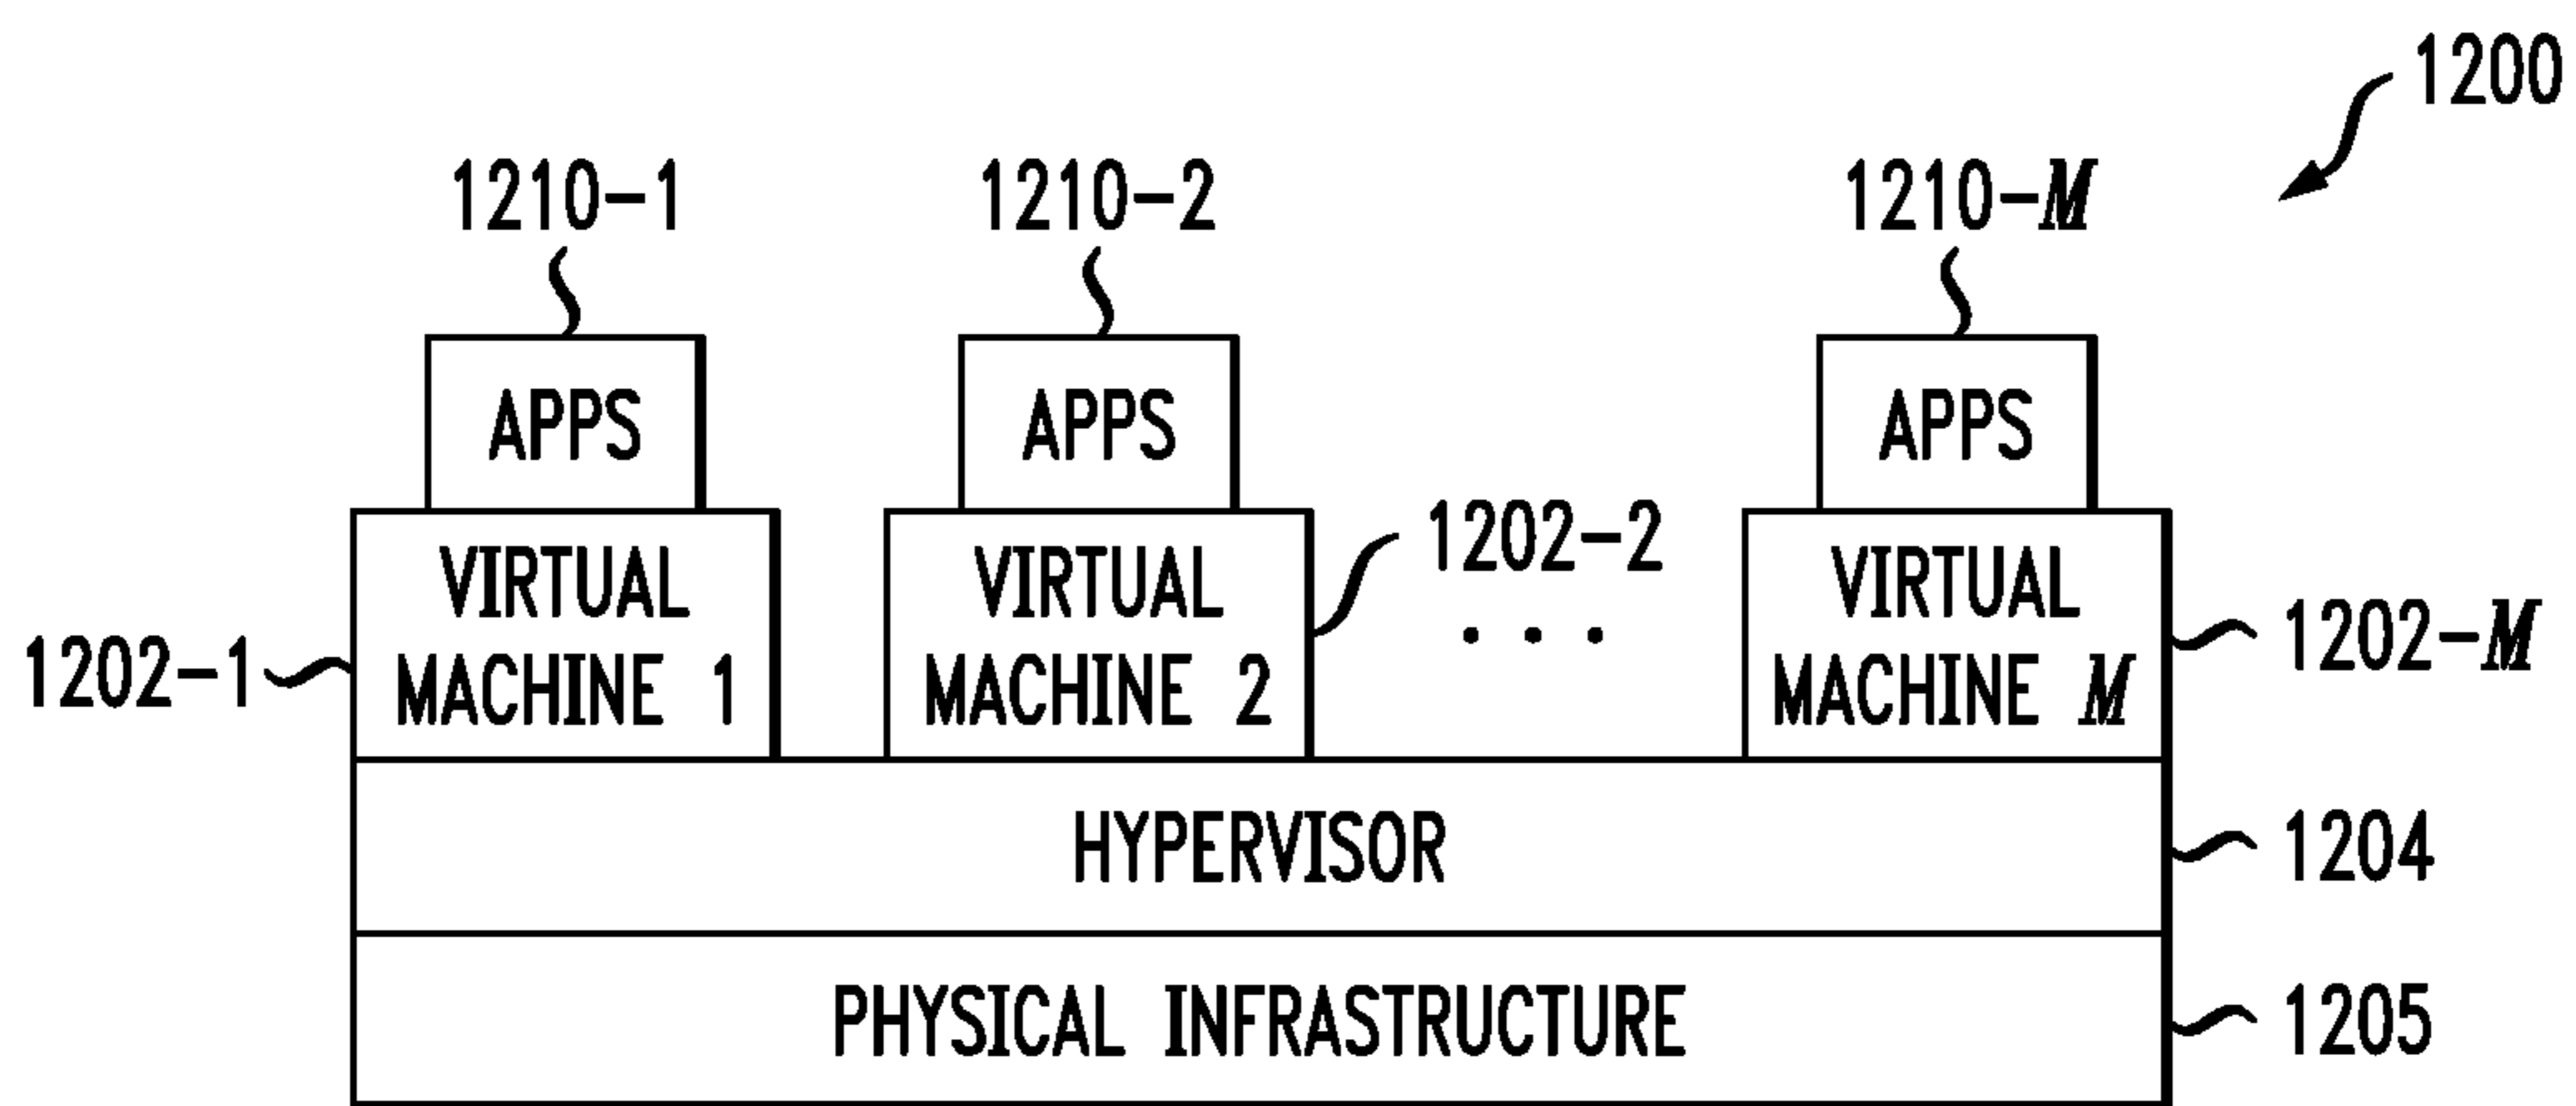 1200
1210-1
1210-2
1210-M
APPS
APPS
APPS
1202-1
VIRTUAL
MACHINE 1
VIRTUAL
MACHINE 2
1202-2
. . .
VIRTUAL
MACHINE M
1202-M
HYPERVISOR
1204
PHYSICAL INFRASTRUCTURE
1205